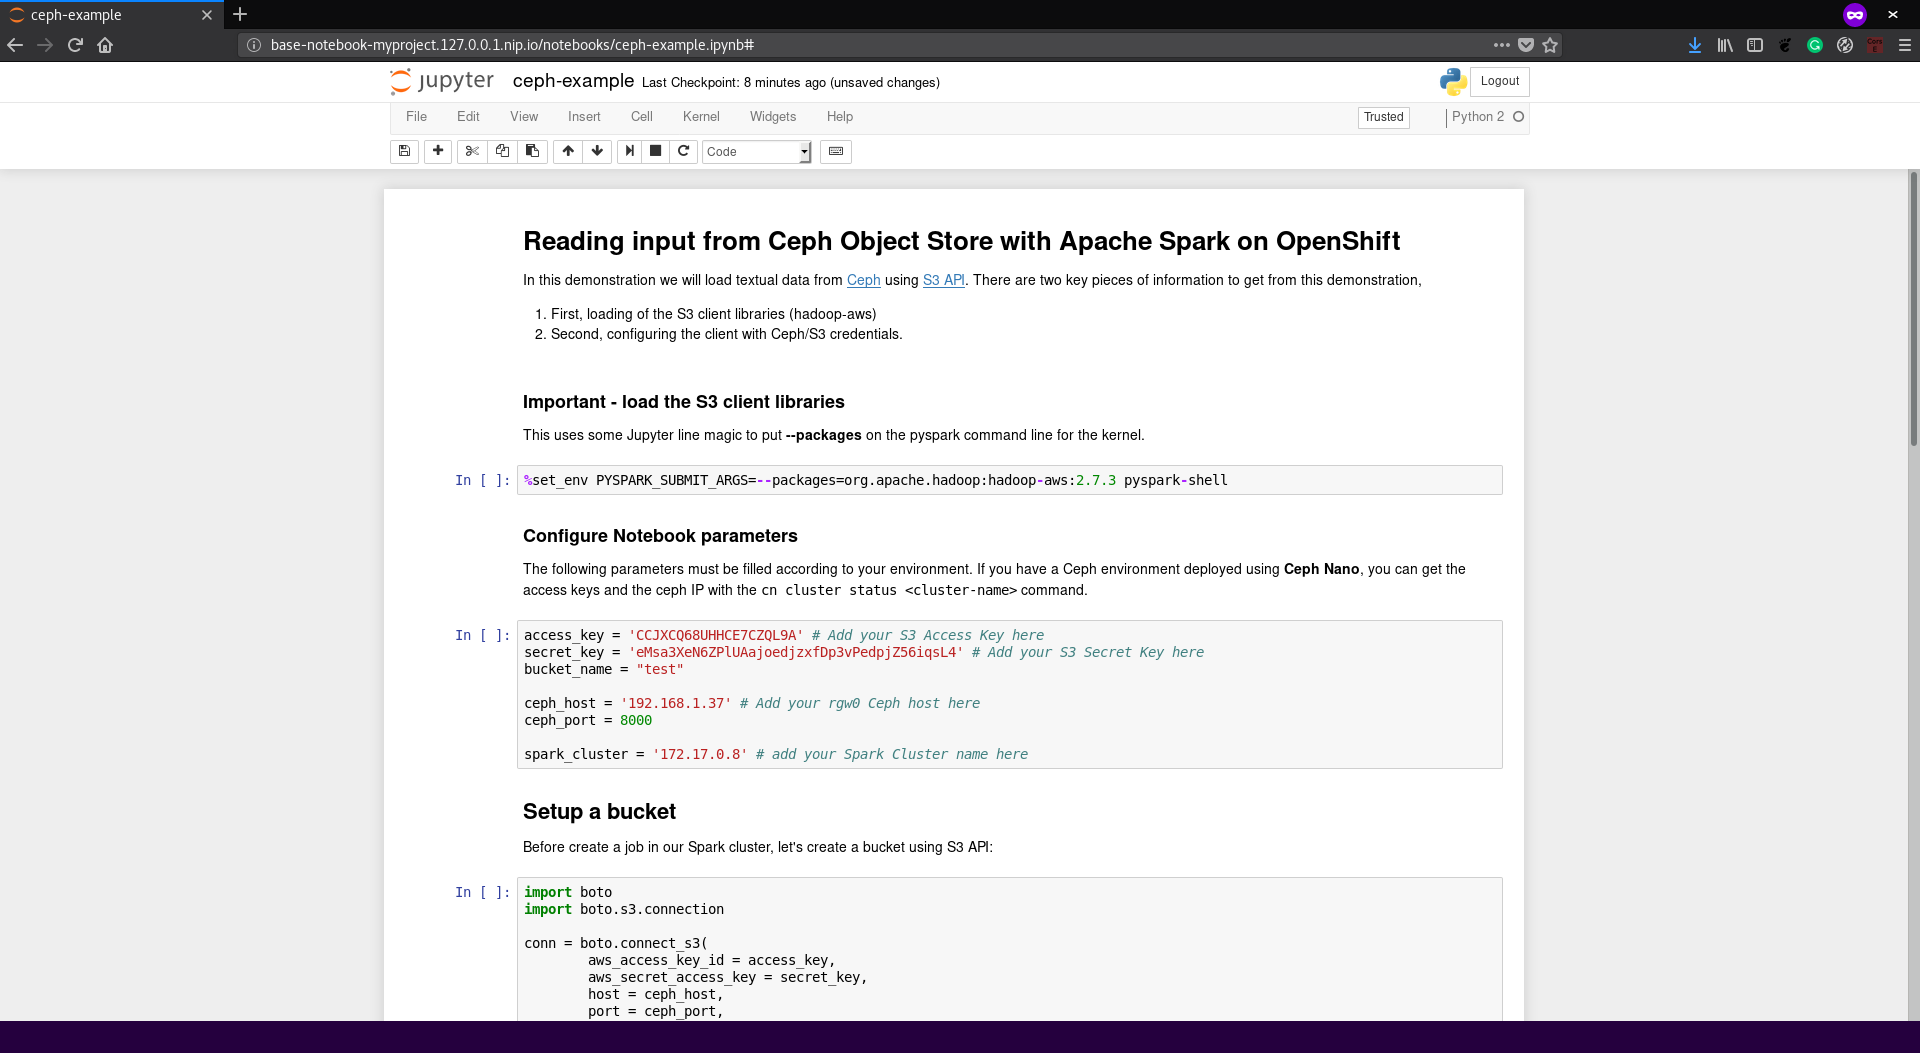 ceph-example
base-notebook-myproject.127.0.0.1.nip.io/notebooks/ceph-example.ipynb#
jupyter ceph-example Last Checkpoint: 8 minutes ago (unsaved changes) Logout
File Edit View Insert Cell Kernel Widgets Help Trusted Python 2
Code
Reading input from Ceph Object Store with Apache Spark on OpenShift
In this demonstration we will load textual data from Ceph using S3 API. There are two key pieces of information to get from this demonstration,
1. First, loading of the S3 client libraries (hadoop-aws)
2. Second, configuring the client with Ceph/S3 credentials.
Important - load the S3 client libraries
This uses some Jupyter line magic to put --packages on the pyspark command line for the kernel.
In [ ]: %set_env PYSPARK_SUBMIT_ARGS=--packages=org.apache.hadoop:hadoop-aws:2.7.3 pyspark-shell
Configure Notebook parameters
The following parameters must be filled according to your environment. If you have a Ceph environment deployed using Ceph Nano, you can get the
access keys and the ceph IP with the cn cluster status <cluster-name> command.
In [ ]: access_key = 'CCJXCQ68UHHCE7CZQL9A' # Add your S3 Access Key here
secret_key = 'eMsa3XeN6ZPlUAajoedjzxfDp3vPedpjZ56iqsL4' # Add your S3 Secret Key here
bucket_name = "test"
ceph_host = '192.168.1.37' # Add your rgw0 Ceph host here
ceph_port = 8000
spark_cluster = '172.17.0.8' # add your Spark Cluster name here
Setup a bucket
Before create a job in our Spark cluster, let's create a bucket using S3 API:
In [ ]: import boto
import boto.s3.connection
conn = boto.connect_s3(
aws_access_key_id = access_key,
aws_secret_access_key = secret_key,
host = ceph_host,
port = ceph_port,